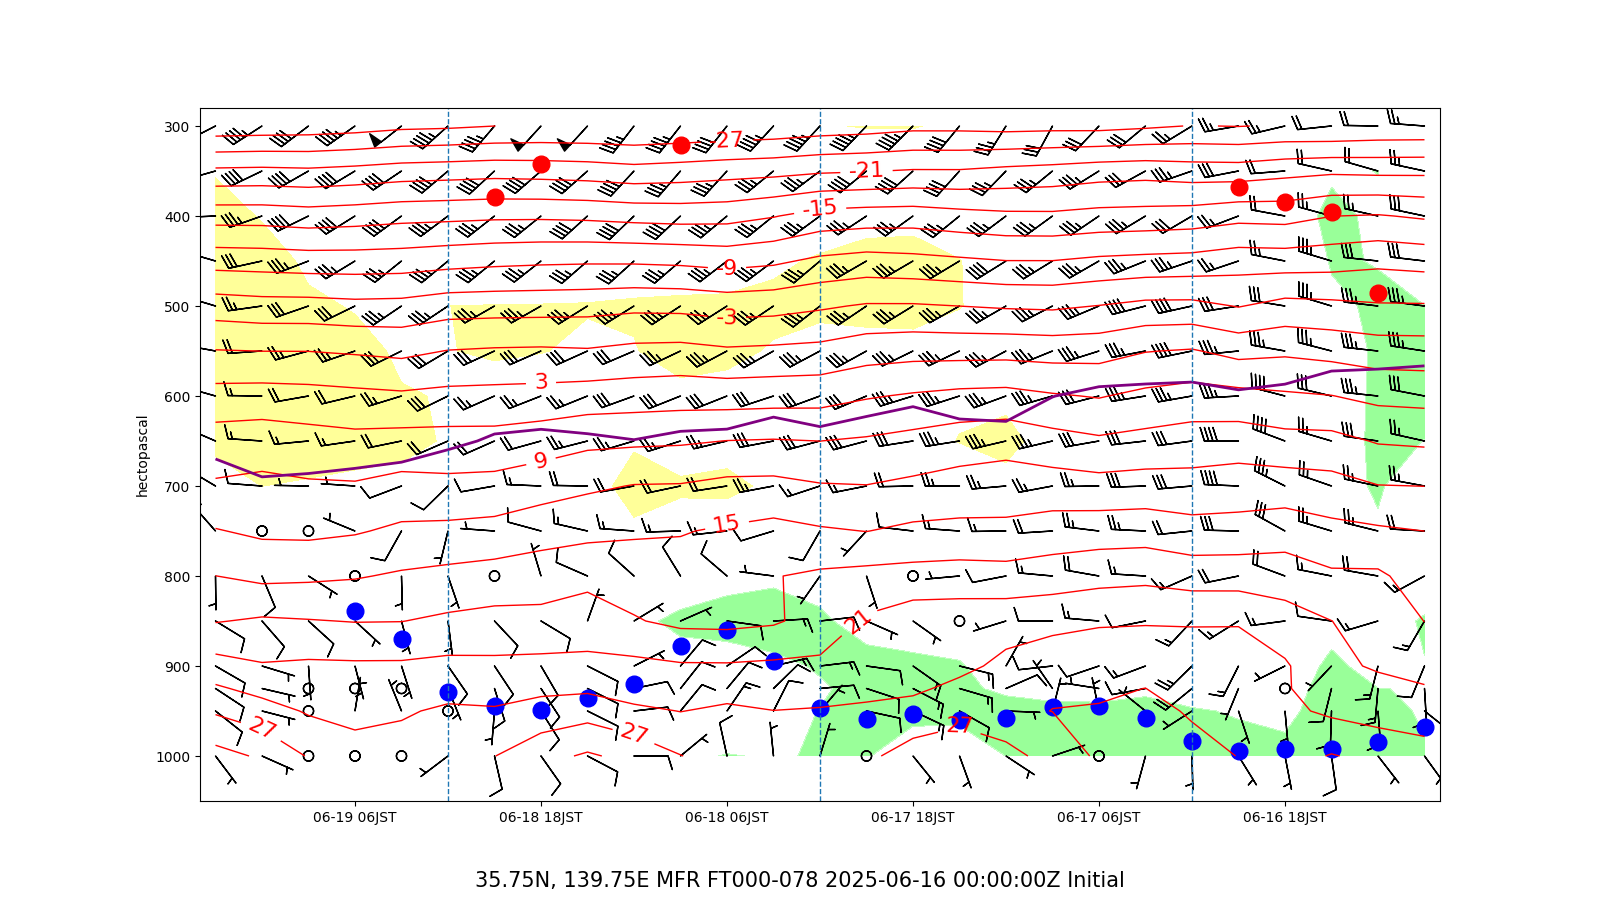 300
400
500
600
700
800
900
1000
hectopascal
27
-21
-15
-9
-3
3
9
15
21
27
27
27
06-19 06JST
06-18 18JST
06-18 06JST
06-17 18JST
06-17 06JST
06-16 18JST
35.75N, 139.75E MFR FT000-078 2025-06-16 00:00:00Z Initial